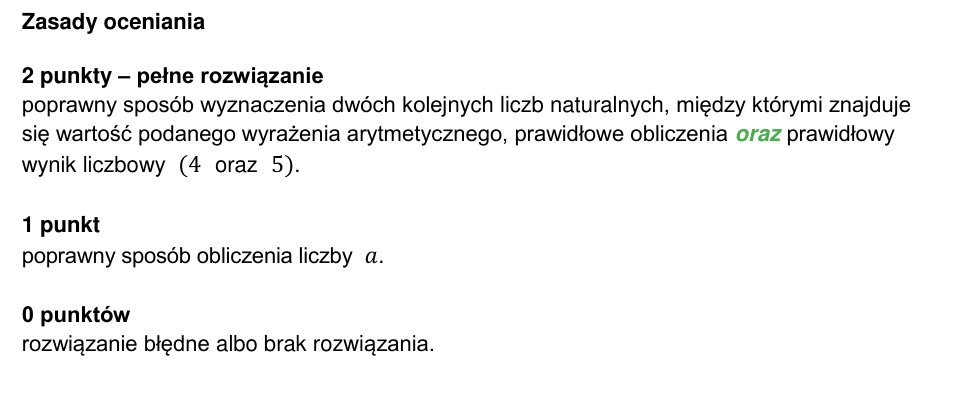 Zasady oceniania
2 punkty – pełne rozwiązanie
poprawny sposób wyznaczenia dwóch kolejnych liczb naturalnych, między którymi znajduje
się wartość podanego wyrażenia arytmetycznego, prawidłowe obliczenia oraz prawidłowy
wynik liczbowy (4 oraz 5).
1 punkt
poprawny sposób obliczenia liczby a.
0 punktów
rozwiązanie błędne albo brak rozwiązania.